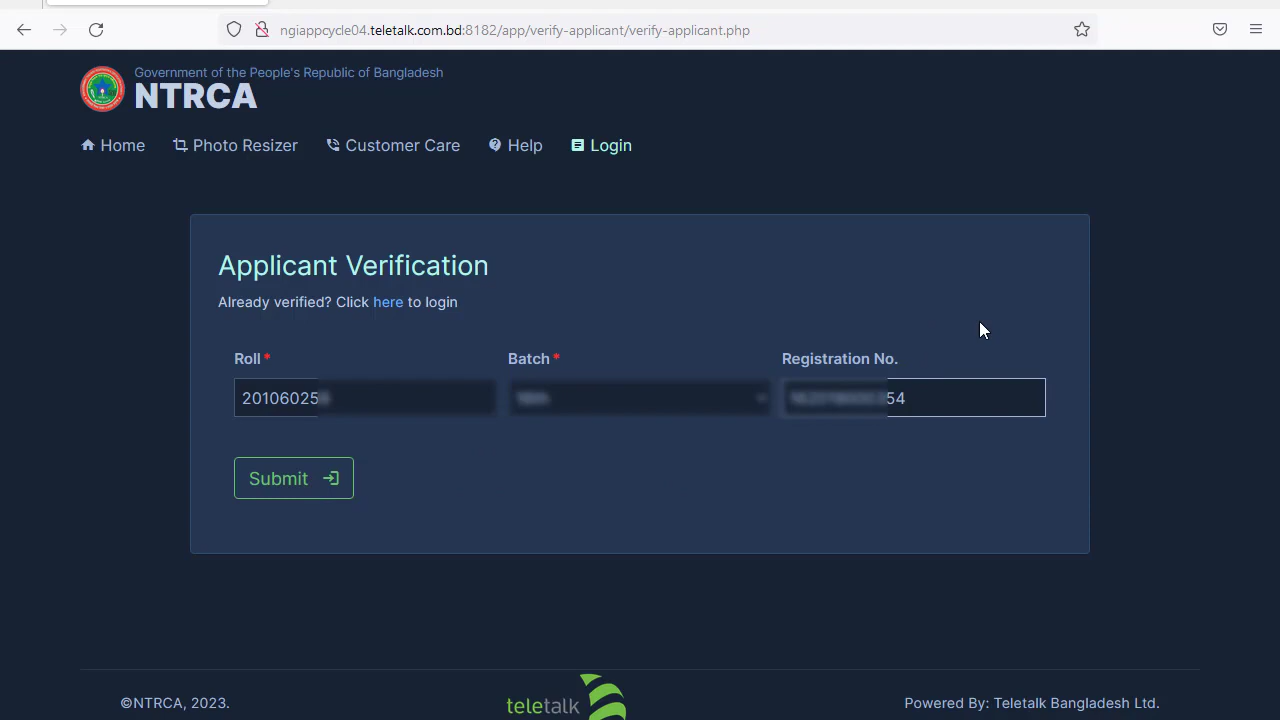 ngiappcycle04.teletalk.com.bd:8182/app/verify-applicant/verify-applicant.php
Government of the People's Republic of Bangladesh
NTRCA
Home Photo Resizer Customer Care Help Login
Applicant Verification
Already verified? Click here to login
Roll* Batch* Registration No.
20106025 54
Submit
©NTRCA, 2023. teletalk Powered By: Teletalk Bangladesh Ltd.